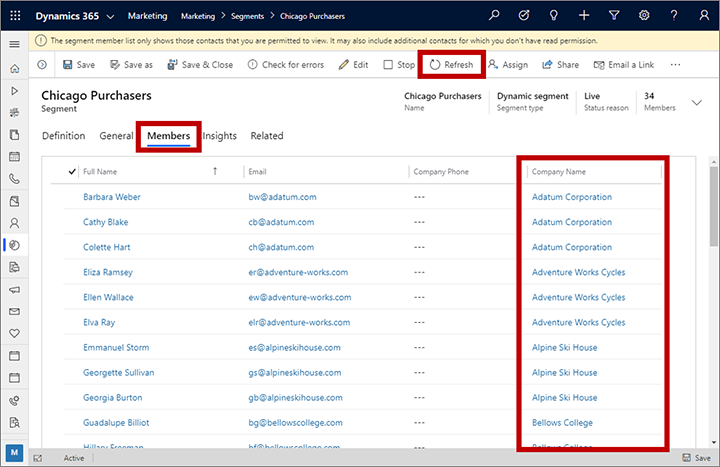 Dynamics 365 Marketing Marketing > Segments > Chicago Purchasers
The segment member list only shows those contacts that you are permitted to view. It may also include additional contacts for which you don't have read permission.
Save Save as Save & Close Check for errors Edit Stop Refresh Assign Share Email a Link ...
Chicago Purchasers
Segment
Chicago Purchasers Dynamic segment Live 34
Name Segment type Status reason Members
Definition General Members Insights Related
Full Name ↑ Email Company Phone Company Name
Barbara Weber bw@adatum.com --- Adatum Corporation
Cathy Blake cb@adatum.com --- Adatum Corporation
Colette Hart ch@adatum.com --- Adatum Corporation
Eliza Ramsey er@adventure-works.com --- Adventure Works Cycles
Ellen Wallace ew@adventure-works.com --- Adventure Works Cycles
Elva Ray elr@adventure-works.com --- Adventure Works Cycles
Emmanuel Storm es@alpineskihouse.com --- Alpine Ski House
Georgette Sullivan gs@alpineskihouse.com --- Alpine Ski House
Georgia Burton gb@alpineskihouse.com --- Alpine Ski House
Guadalupe Billiot bg@bellowscollege.com --- Bellows College
Hillary Freeman bf@bellowscollege.com --- Bellows College
M Active Save